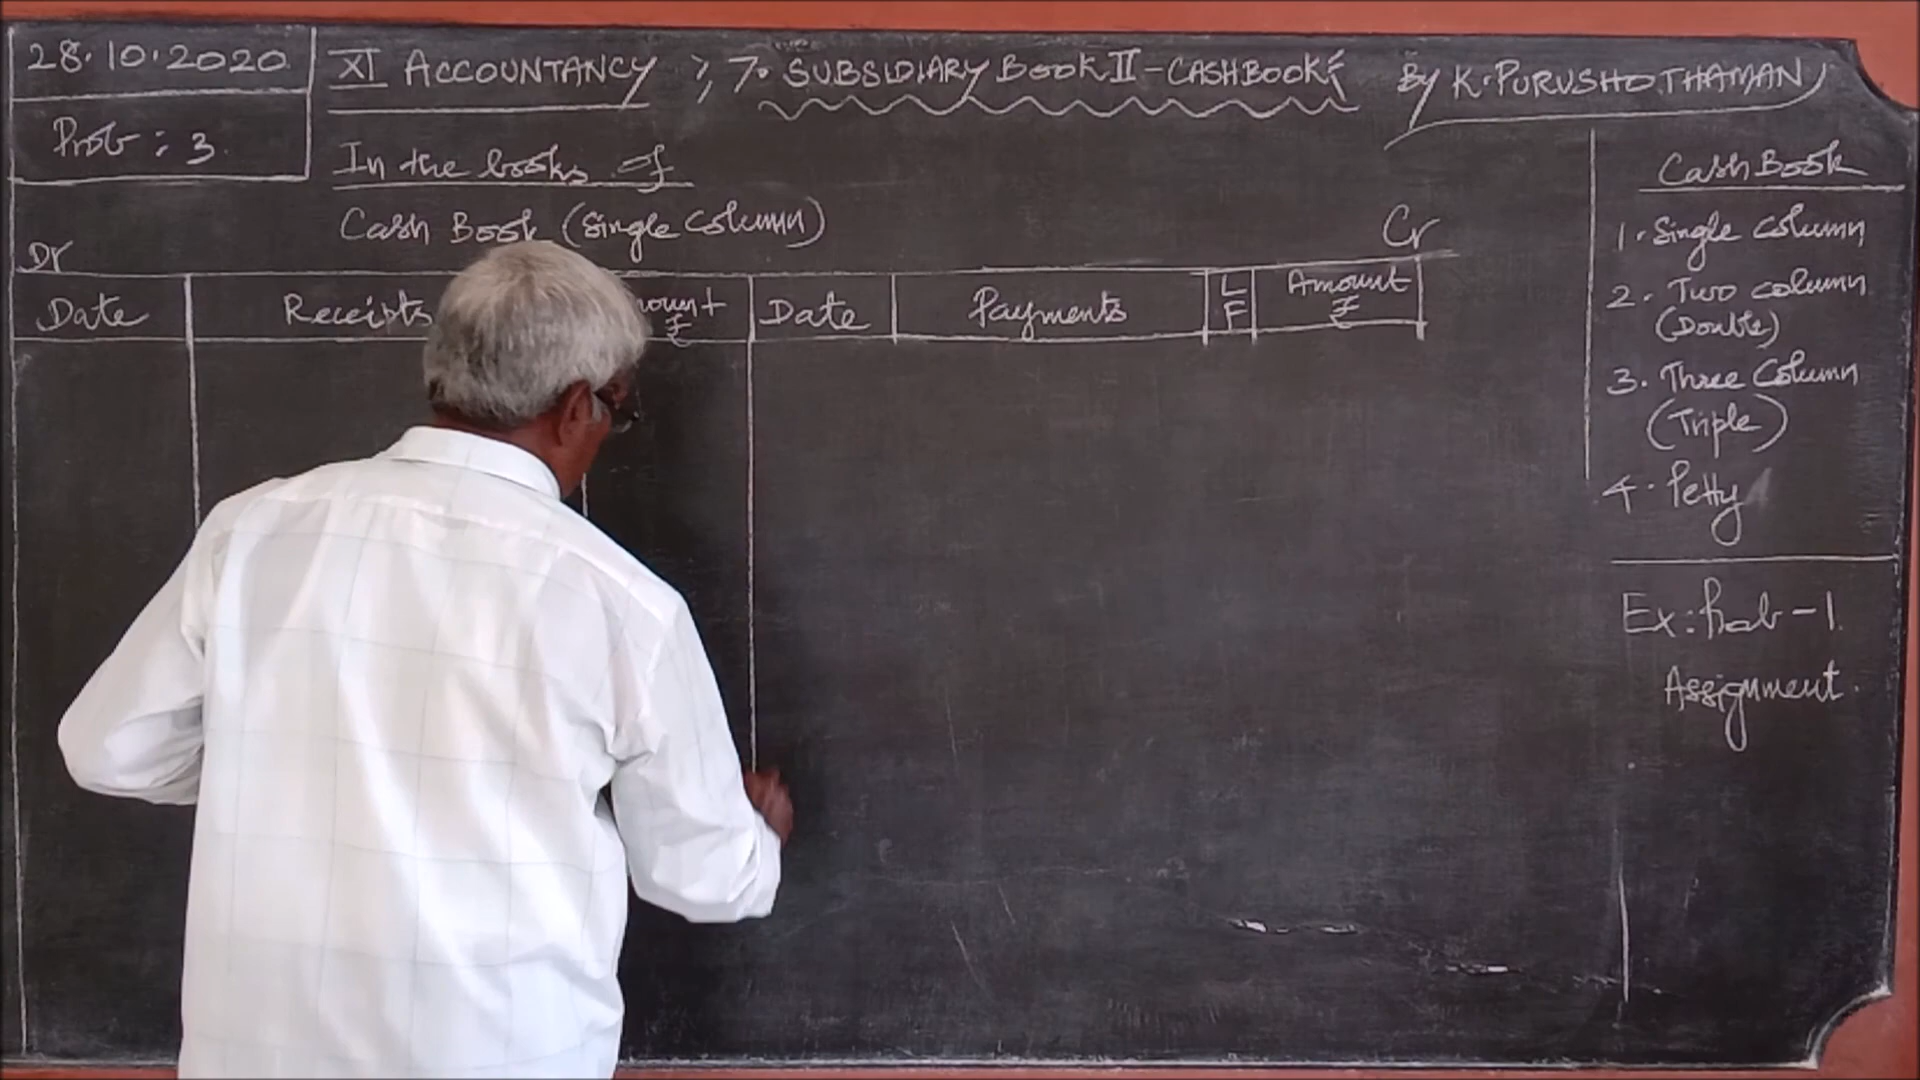 28.10.2020
XI ACCOUNTANCY ; 7. SUBSIDIARY BOOK II - CASHBOOK BY K. PURUSHOTHAMAN
Prob : 3.
In the books of
Cash Book (Single Column)
Dr
Cr
Date Receipts mount ₹ Date Payments L F Amount ₹
Cash Book
1. Single Column
2. Two column
(Double)
3. Three Column
(Triple)
4. Petty
Ex: Prob - 1.
Assignment.